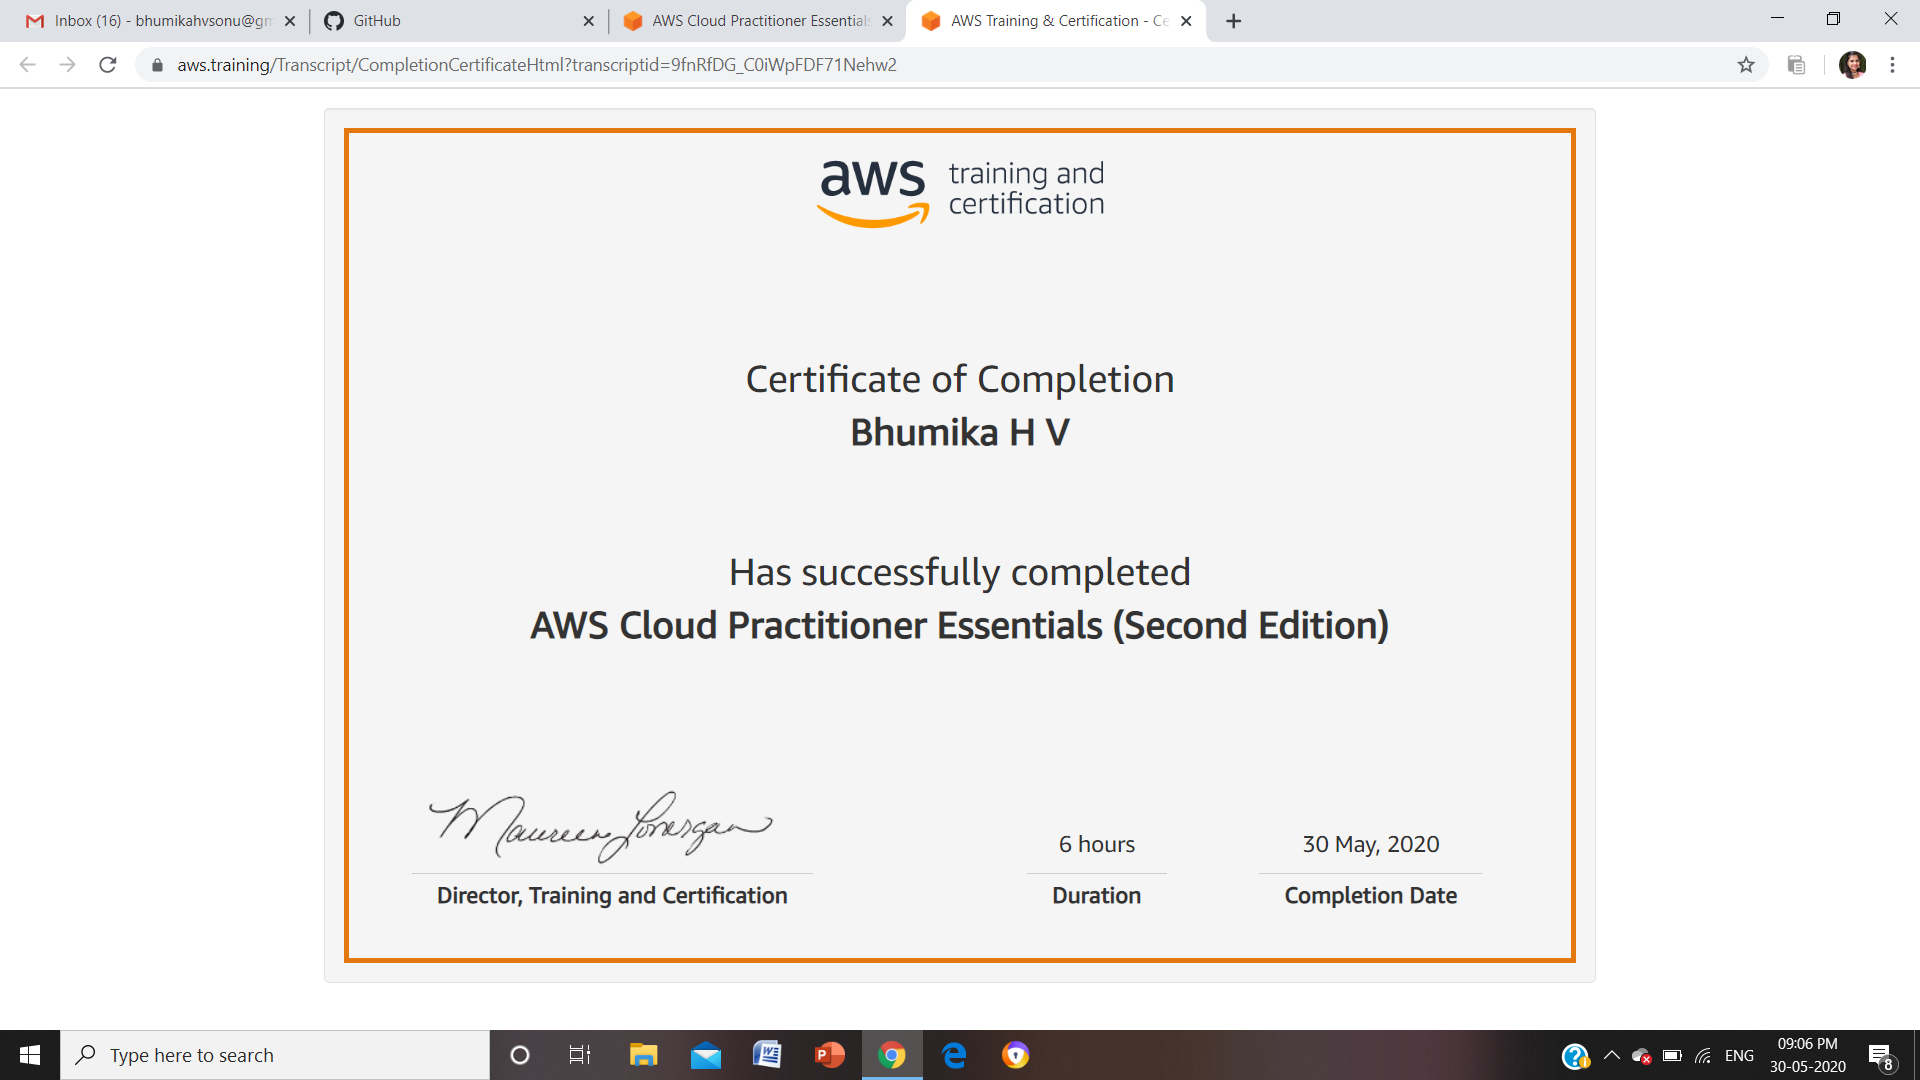 Inbox (16) - bhumikahvsonu@gm
GitHub
AWS Cloud Practitioner Essentials
AWS Training & Certification - Ce
aws.training/Transcript/CompletionCertificateHtml?transcriptid=9fnRfDG_C0iWpFDF71Nehw2
aws training and
certification
Certificate of Completion
Bhumika H V
Has successfully completed
AWS Cloud Practitioner Essentials (Second Edition)
Maureen Lonergan
6 hours
30 May, 2020
Director, Training and Certification
Duration
Completion Date
Type here to search
ENG
09:06 PM
30-05-2020
8